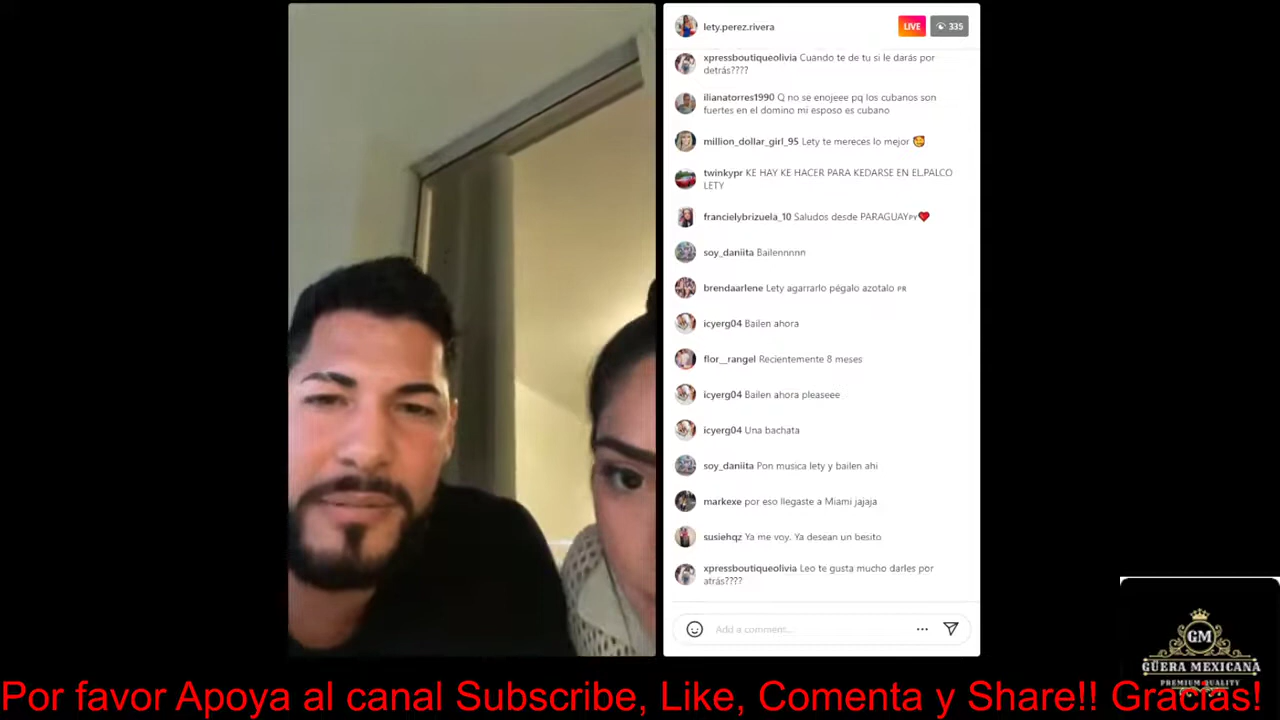 lety.perez.rivera
LIVE
335
xpressboutiqueolivia Cuando te de tu si le darás por
detrás????
ilianatorres1990 Q no se enojeee pq los cubanos son
fuertes en el domino mi esposo es cubano
million_dollar_girl_95 Lety te mereces lo mejor 🥰
twinkypr KE HAY KE HACER PARA KEDARSE EN EL.PALCO
LETY
francielybrizuela_10 Saludos desde PARAGUAY🇵🇾❤️
soy_daniita Bailennnnn
brendaarlene Lety agarrarlo pégalo azotalo 🇵🇷
icyerg04 Bailen ahora
flor__rangel Recientemente 8 meses
icyerg04 Bailen ahora pleaseee
icyerg04 Una bachata
soy_daniita Pon musica lety y bailen ahi
markexe por eso llegaste a Miami jajaja
susiehqz Ya me voy. Ya desean un besito
xpressboutiqueolivia Leo te gusta mucho darles por
atrás????
Add a comment...
GM
GÜERA MEXICANA
PREMIUM QUALITY
Por favor Apoya al canal Subscribe, Like, Comenta y Share!! Gracias!